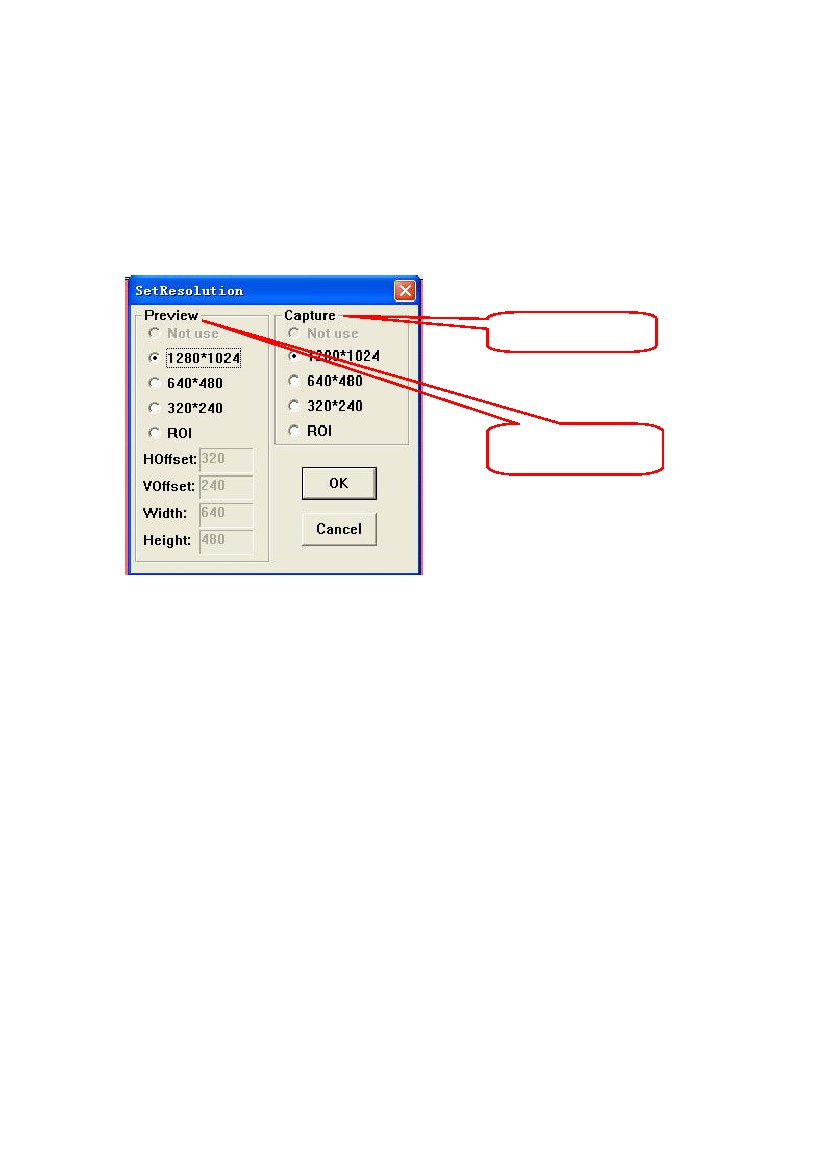 SetResolution
Preview
Not use
1280*1024
640*480
320*240
ROI
HOffset: 320
VOffset: 240
Width: 640
Height: 480
Capture
Not use
1280*1024
640*480
320*240
ROI
OK
Cancel